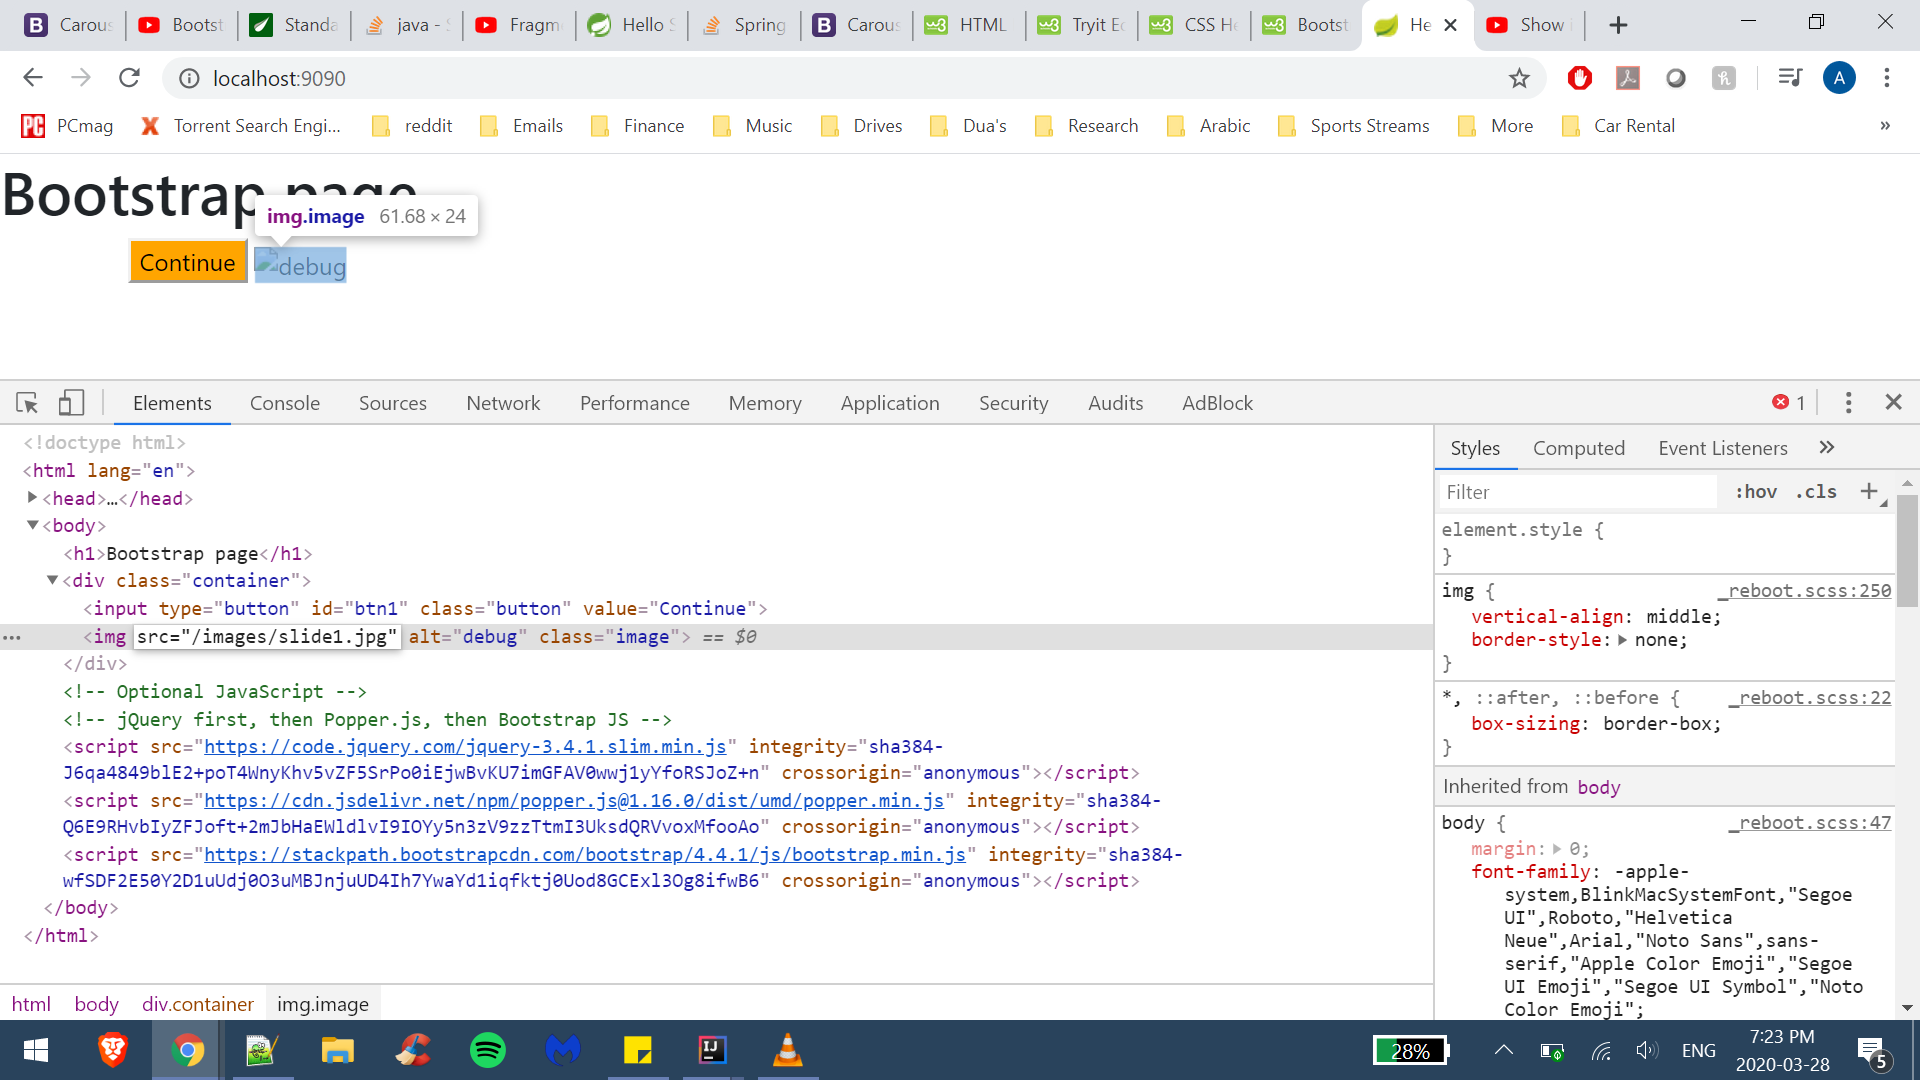 Carous
Bootst
Standa
java - S
Fragm
Hello S
Spring
Carous
HTML
Tryit Ed
CSS He
Bootst
He
Show i
localhost:9090
A
PCmag
Torrent Search Engi...
reddit
Emails
Finance
Music
Drives
Dua's
Research
Arabic
Sports Streams
More
Car Rental
»
Bootstrap page
img.image 61.68 × 24
Continue
debug
Elements
Console
Sources
Network
Performance
Memory
Application
Security
Audits
AdBlock
1
<!doctype html>
<html lang="en">
<head>…</head>
<body>
<h1>Bootstrap page</h1>
<div class="container">
<input type="button" id="btn1" class="button" value="Continue">
<img src="/images/slide1.jpg" alt="debug" class="image"> == $0
</div>
<!-- Optional JavaScript -->
<!-- jQuery first, then Popper.js, then Bootstrap JS -->
<script src="https://code.jquery.com/jquery-3.4.1.slim.min.js" integrity="sha384-
J6qa4849blE2+poT4WnyKhv5vZF5SrPo0iEjwBvKU7imGFAV0wwj1yYfoRSJoZ+n" crossorigin="anonymous"></script>
<script src="https://cdn.jsdelivr.net/npm/popper.js@1.16.0/dist/umd/popper.min.js" integrity="sha384-
Q6E9RHvbIyZFJoft+2mJbHaEWldlvI9IOYy5n3zV9zzTtmI3UksdQRVvoxMfooAo" crossorigin="anonymous"></script>
<script src="https://stackpath.bootstrapcdn.com/bootstrap/4.4.1/js/bootstrap.min.js" integrity="sha384-
wfSDF2E50Y2D1uUdj0O3uMBJnjuUD4Ih7YwaYd1iqfktj0Uod8GCExl3Og8ifwB6" crossorigin="anonymous"></script>
</body>
</html>
html
body
div.container
img.image
Styles
Computed
Event Listeners
»
Filter
:hov
.cls
element.style {
}
img { _reboot.scss:250
vertical-align: middle;
border-style: none;
}
*, ::after, ::before { _reboot.scss:22
box-sizing: border-box;
}
Inherited from body
body { _reboot.scss:47
margin: 0;
font-family: -apple-
system,BlinkMacSystemFont,"Segoe
UI",Roboto,"Helvetica
Neue",Arial,"Noto Sans",sans-
serif,"Apple Color Emoji","Segoe
UI Emoji","Segoe UI Symbol","Noto
Color Emoji";
28%
ENG
7:23 PM
2020-03-28
5